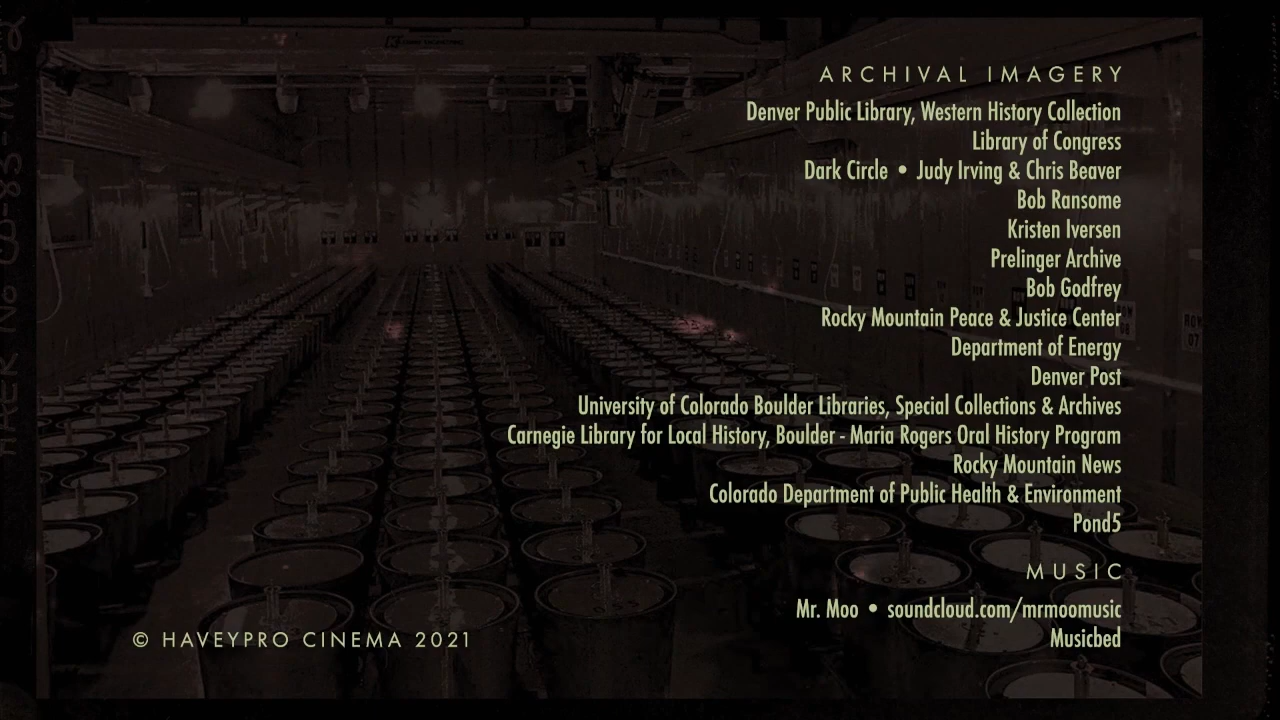 ARCHIVAL IMAGERY
Denver Public Library, Western History Collection
Library of Congress
Dark Circle • Judy Irving & Chris Beaver
Bob Ransome
Kristen Iversen
Prelinger Archive
Bob Godfrey
Rocky Mountain Peace & Justice Center
Department of Energy
Denver Post
University of Colorado Boulder Libraries, Special Collections & Archives
Carnegie Library for Local History, Boulder - Maria Rogers Oral History Program
Rocky Mountain News
Colorado Department of Public Health & Environment
Pond5
MUSIC
Mr. Moo • soundcloud.com/mrmoomusic
Musicbed
© HAVEYPRO CINEMA 2021
ROW
07